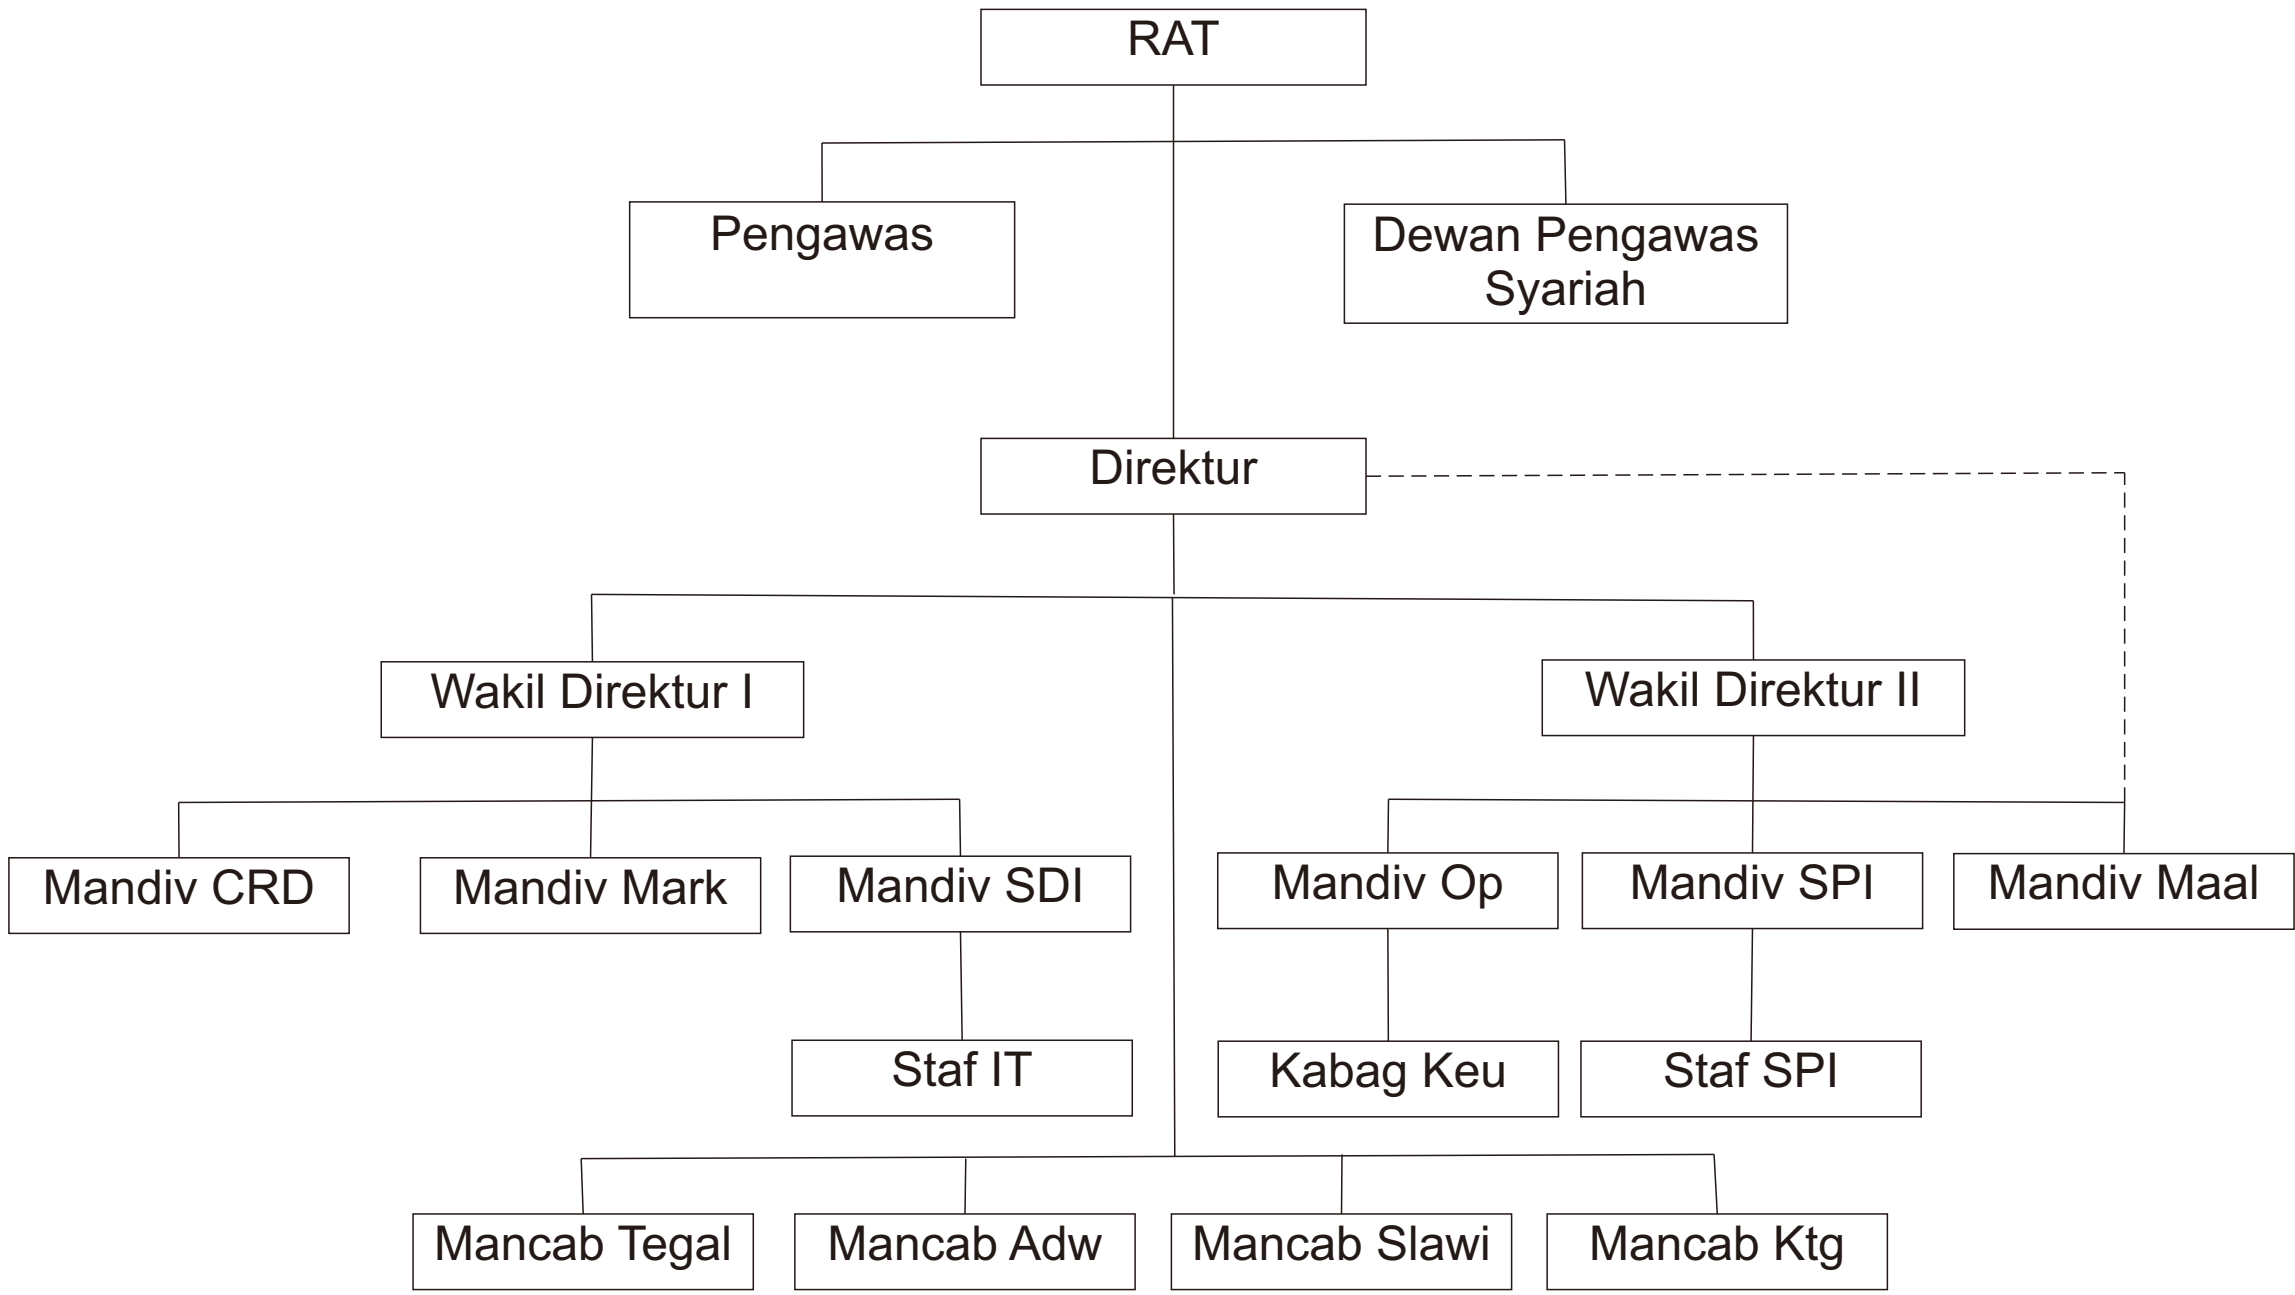 RAT
Pengawas
Dewan Pengawas
Syariah
Direktur
Wakil Direktur I
Wakil Direktur II
Mandiv CRD
Mandiv Mark
Mandiv SDI
Mandiv Op
Mandiv SPI
Mandiv Maal
Staf IT
Kabag Keu
Staf SPI
Mancab Tegal
Mancab Adw
Mancab Slawi
Mancab Ktg